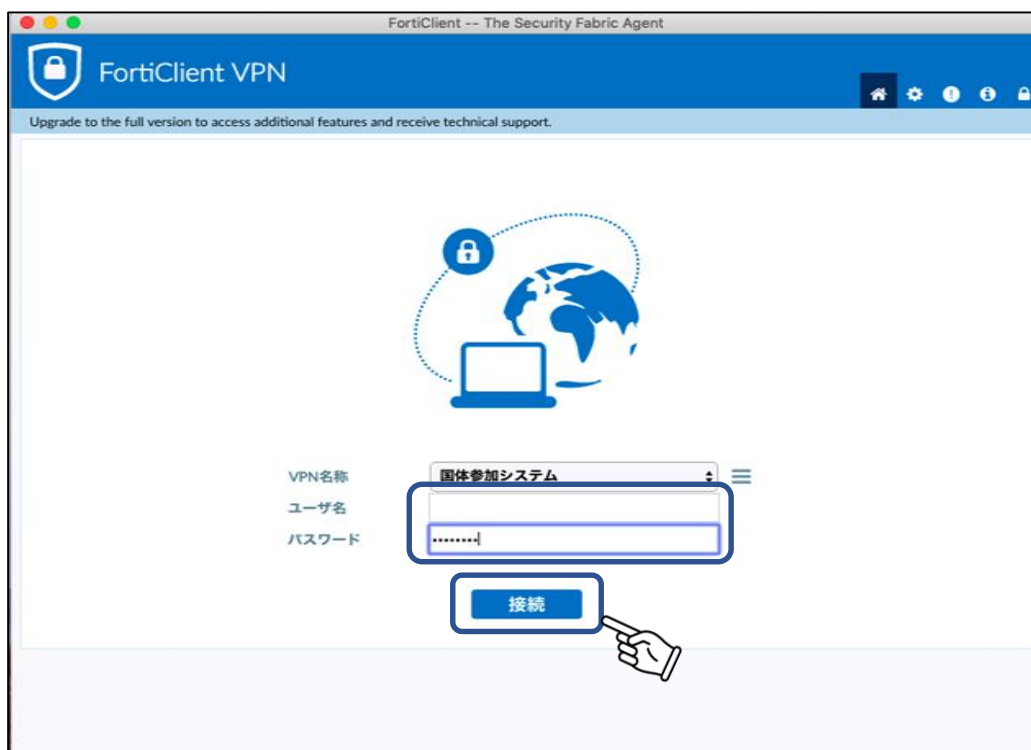 FortiClient -- The Security Fabric Agent
FortiClient VPN
Upgrade to the full version to access additional features and receive technical support.
VPN名称 国体参加システム
ユーザ名
パスワード ••••••••
接続